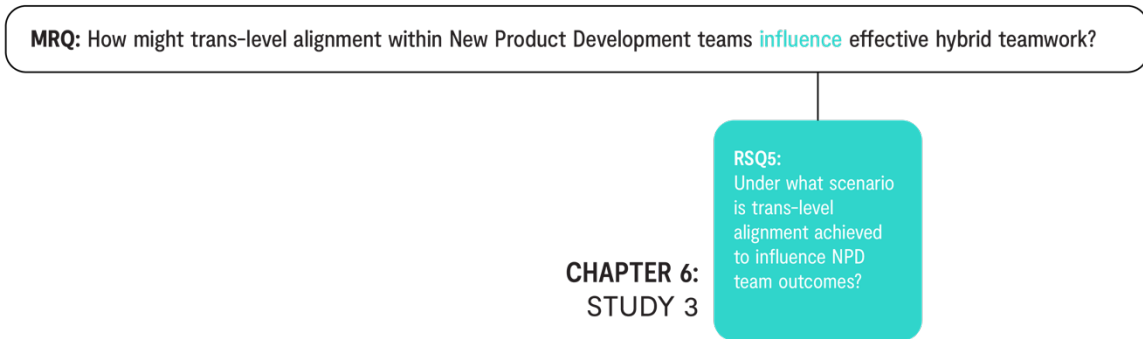 MRQ: How might trans-level alignment within New Product Development teams influence effective hybrid teamwork?
RSQ5:
Under what scenario
is trans-level
alignment achieved
to influence NPD
team outcomes?
CHAPTER 6:
STUDY 3